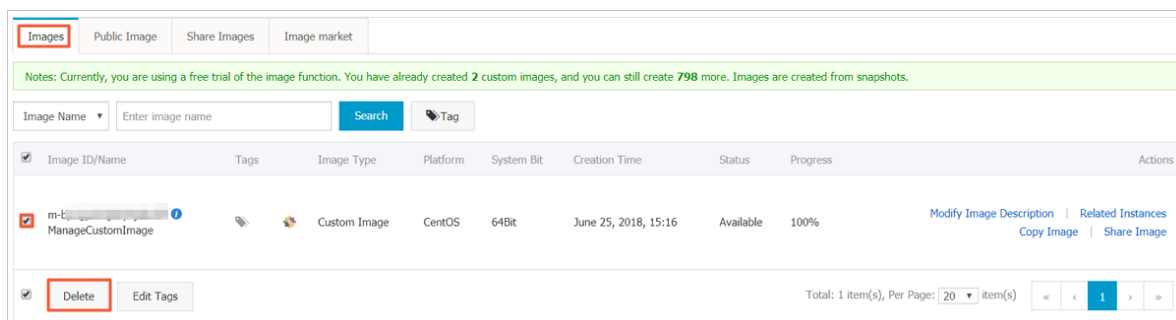 Images Public Image Share Images Image market
Notes: Currently, you are using a free trial of the image function. You have already created 2 custom images, and you can still create 798 more. Images are created from snapshots.
Image Name Enter image name Search Tag
Image ID/Name Tags Image Type Platform System Bit Creation Time Status Progress Actions
Modify Image Description | Related Instances
ManageCustomImage Custom Image CentOS 64Bit June 25, 2018, 15:16 Available 100%
Copy Image | Share Image
Delete Edit Tags Total: 1 item(s), Per Page: 20 item(s) « ‹ 1 › »